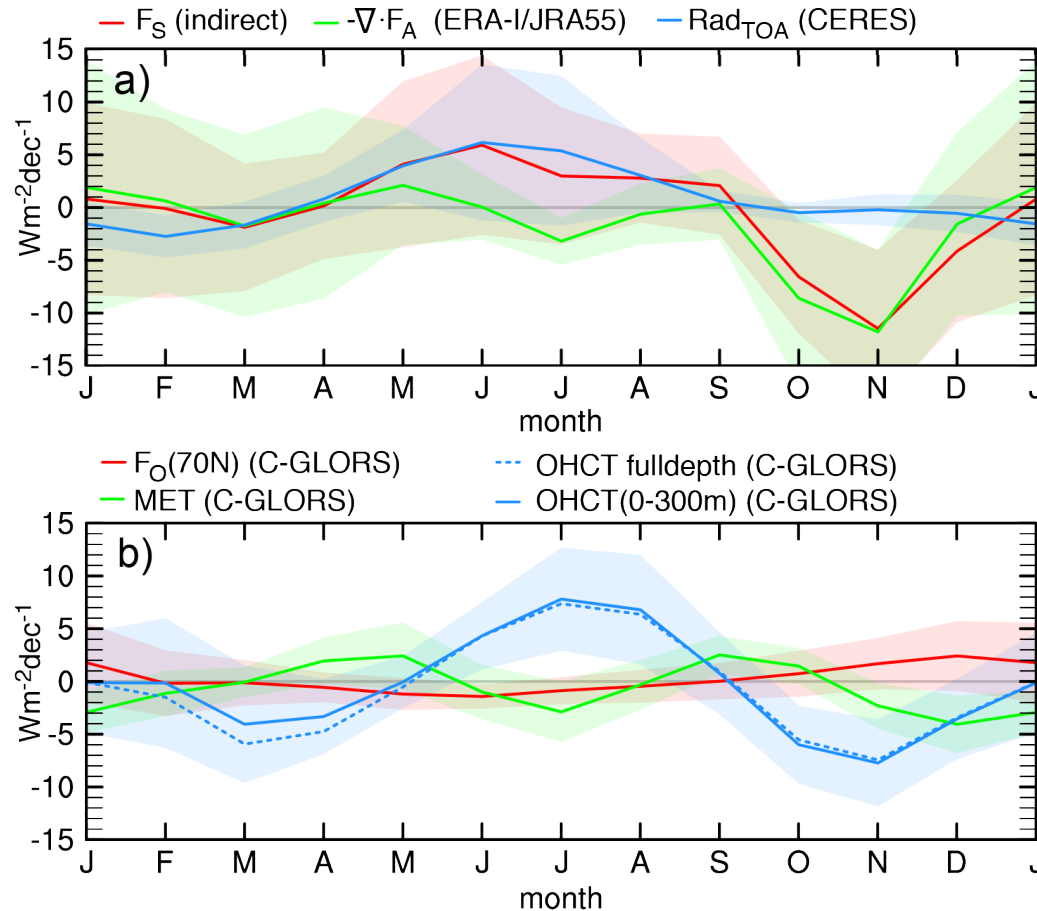 F_S (indirect) -∇·F_A (ERA-I/JRA55) Rad_TOA (CERES)
a)
Wm⁻²dec⁻¹
15
10
5
0
-5
-10
-15
J F M A M J J A S O N D J
month
F_O(70N) (C-GLORS) OHCT fulldepth (C-GLORS)
MET (C-GLORS) OHCT(0-300m) (C-GLORS)
b)
Wm⁻²dec⁻¹
15
10
5
0
-5
-10
-15
J F M A M J J A S O N D J
month